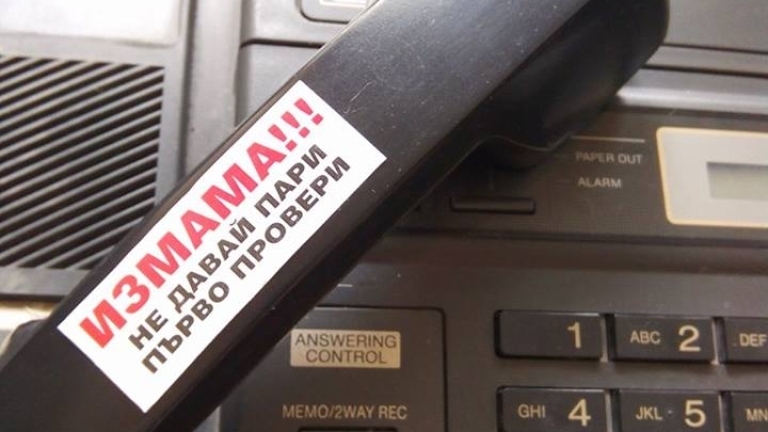 ИЗМАМА!!!
НЕ ДАВАЙ ПАРИ
ПЪРВО ПРОВЕРИ
PAPER OUT
ALARM
ANSWERING
CONTROL
MEMO/2WAY REC
1
ABC 2
DEF
GHI 4
JKL 5
MN